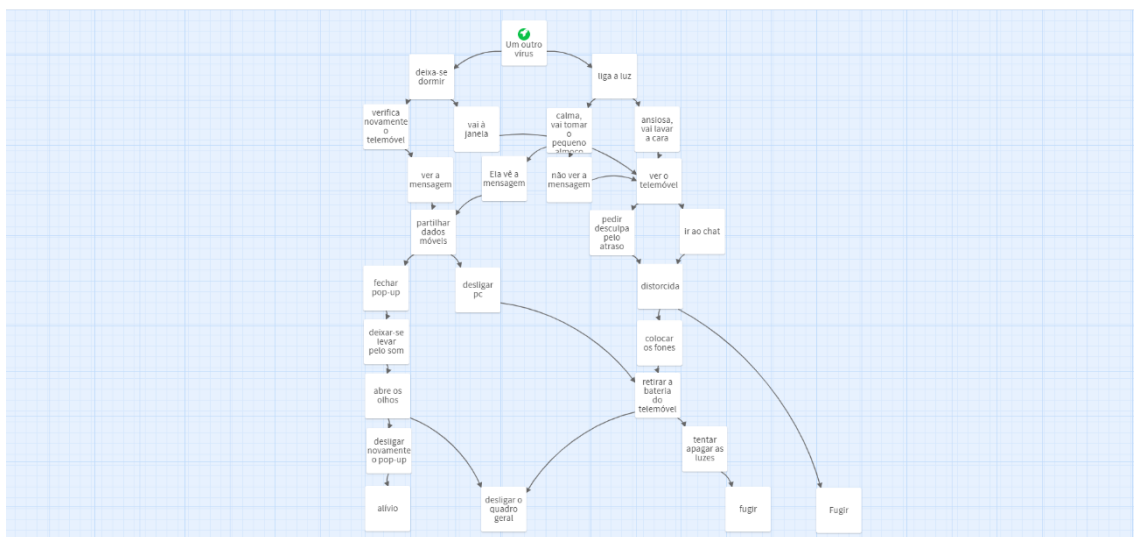 Um outro
vírus
deixa-se
dormir
liga a luz
verifica
novamente
o
telemóvel
vai à
janela
calma,
vai tomar
o
pequeno
almoço
ansiosa,
vai lavar
a cara
ver a
mensagem
Ela vê a
mensagem
não ver a
mensagem
ver o
telemóvel
partilhar
dados
móveis
pedir
desculpa
pelo
atraso
ir ao chat
fechar
pop-up
desligar
pc
distorcida
deixar-se
levar
pelo som
colocar
os fones
abre os
olhos
retirar a
bateria
do
telemóvel
desligar
novamente
o pop-up
tentar
apagar as
luzes
alívio
desligar o
quadro
geral
fugir
Fugir